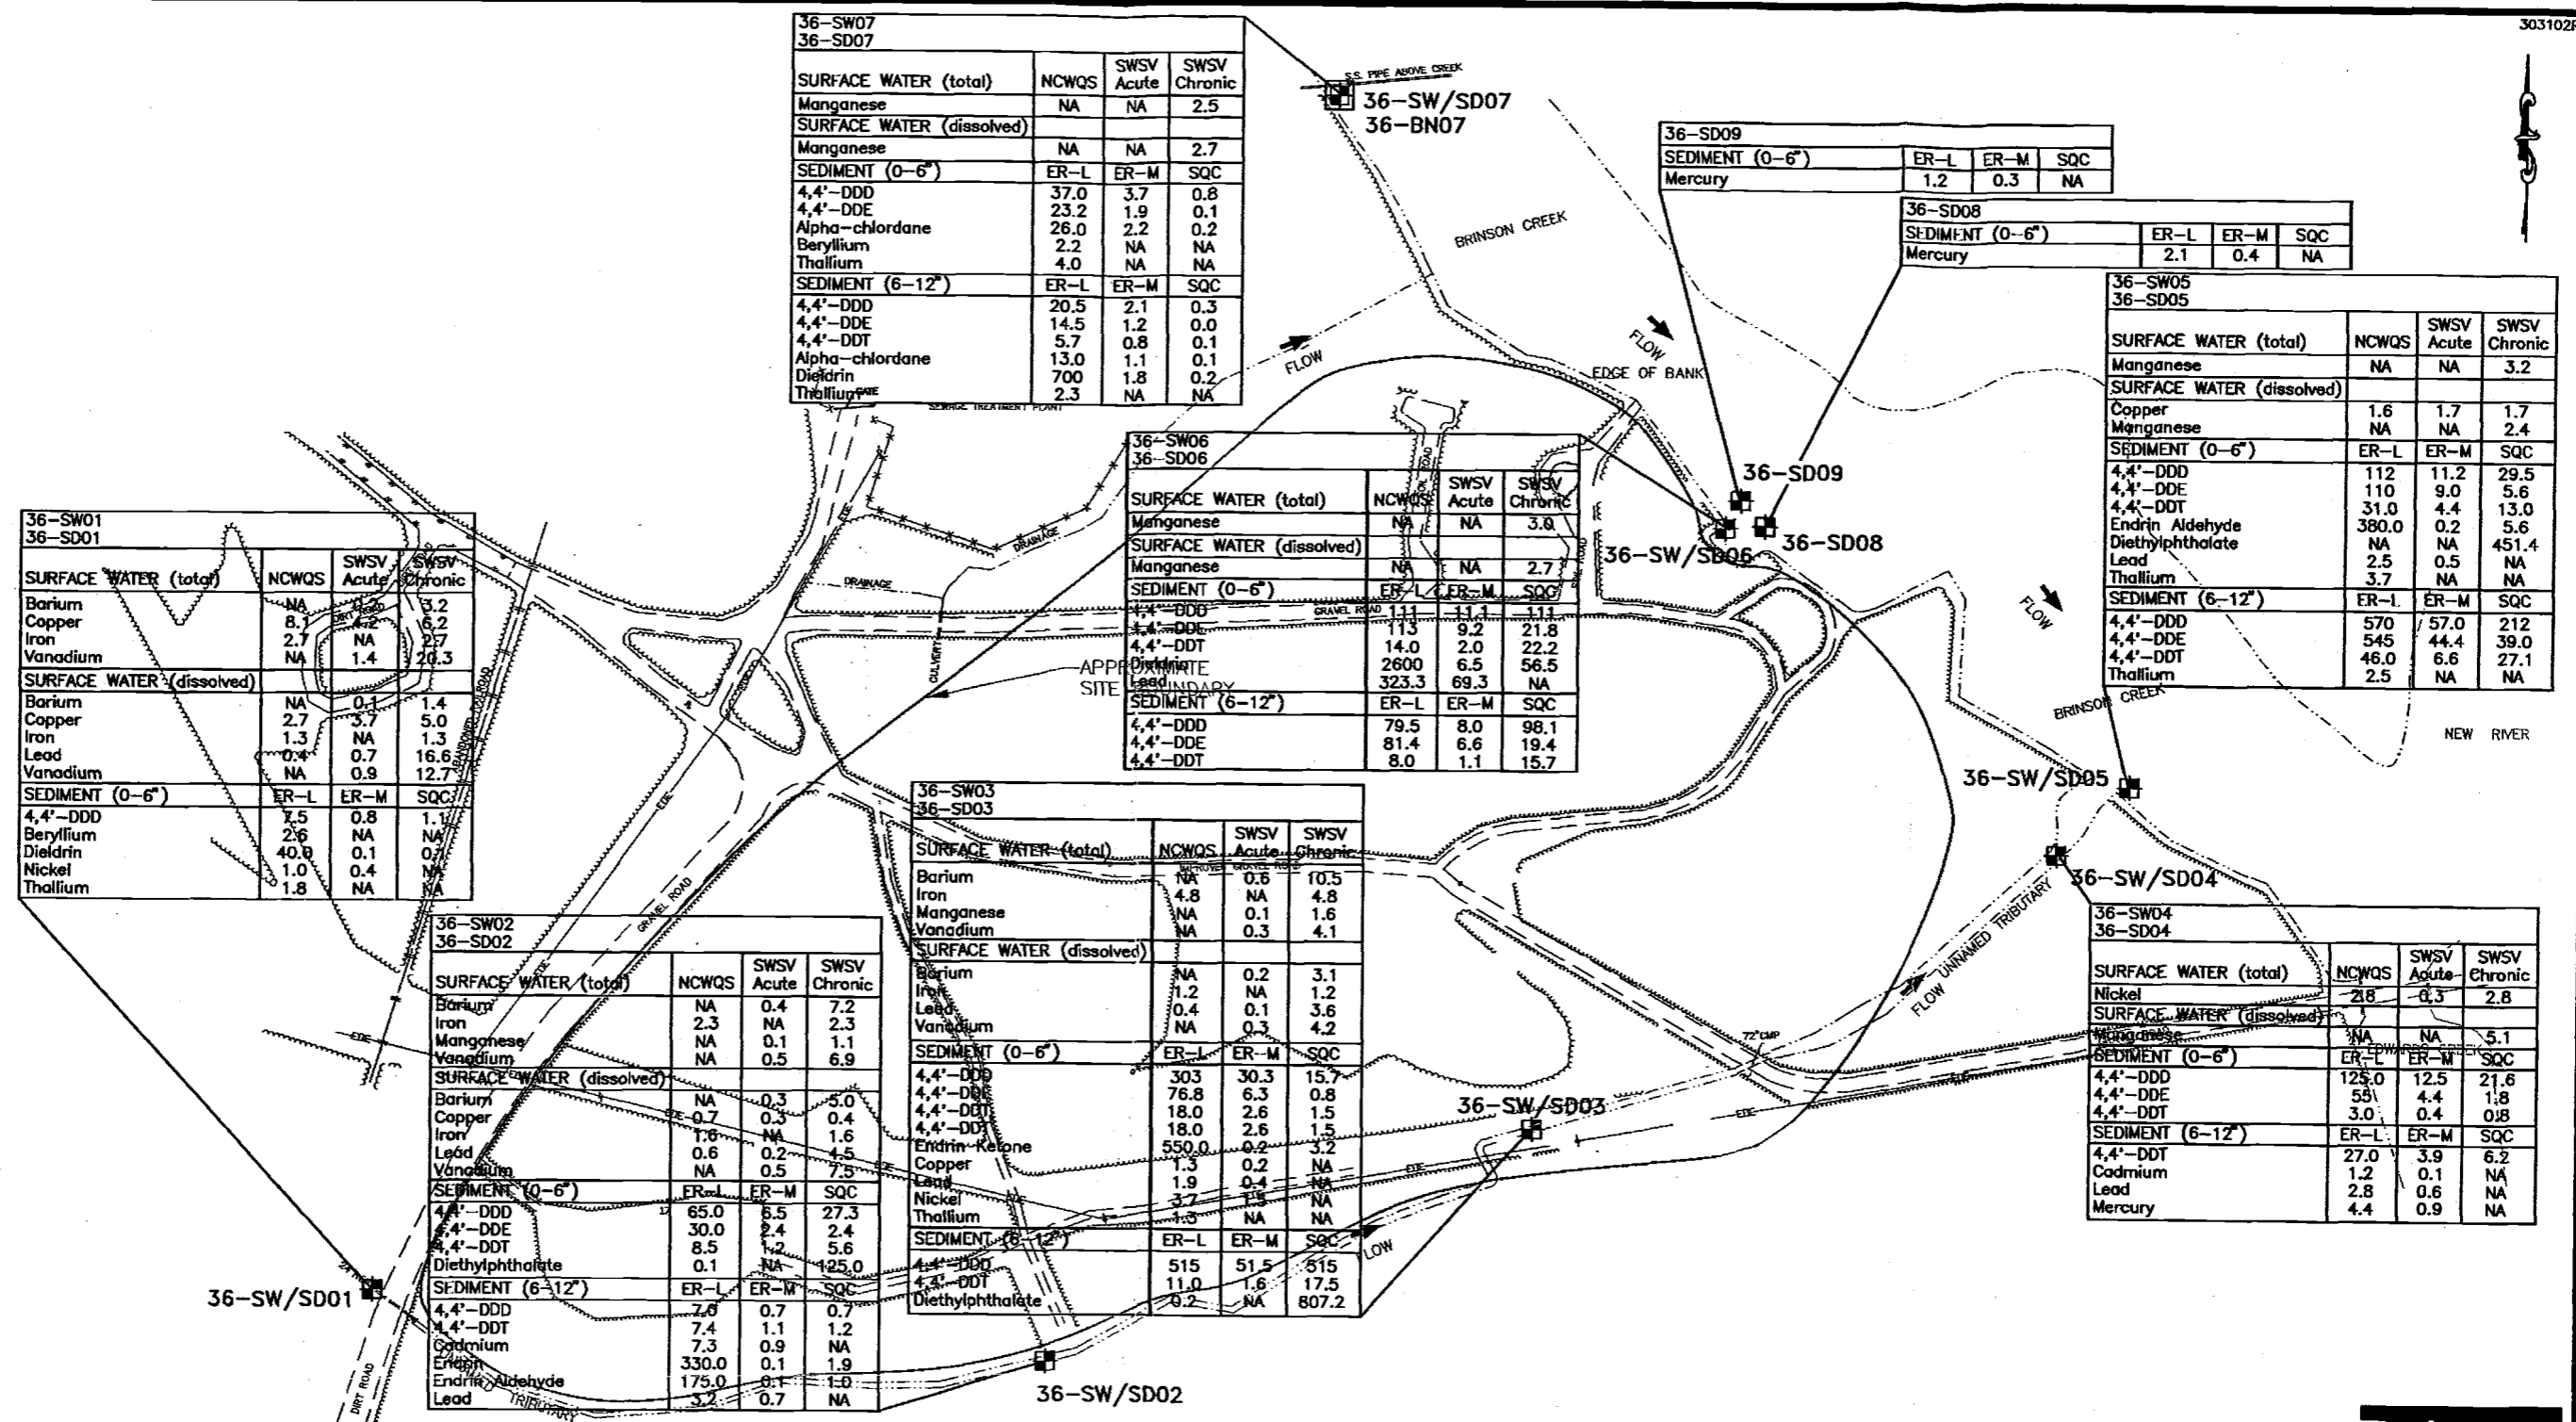 303102F
36-SW07
36-SD07
SURFACE WATER (total) NCWQS SWSV Acute SWSV Chronic
Manganese NA NA 2.5
SURFACE WATER (dissolved)
Manganese NA NA 2.7
SEDIMENT (0-6") ER-L ER-M SQC
4,4'-DDD 37.0 3.7 0.8
4,4'-DDE 23.2 1.9 0.1
Alpha-chlordane 26.0 2.2 0.2
Beryllium 2.2 NA NA
Thallium 4.0 NA NA
SEDIMENT (6-12") ER-L ER-M SQC
4,4'-DDD 20.5 2.1 0.3
4,4'-DDE 14.5 1.2 0.0
4,4'-DDT 5.7 0.8 0.1
Alpha-chlordane 13.0 1.1 0.1
Dieldrin 700 1.8 0.2
Thallium 2.3 NA NA
GATE
SEWAGE TREATMENT PLANT
S.S. PIPE ABOVE CREEK
36-SW/SD07
36-BN07
BRINSON CREEK
36-SD09
SEDIMENT (0-6") ER-L ER-M SQC
Mercury 1.2 0.3 NA
36-SD08
SEDIMENT (0-6") ER-L ER-M SQC
Mercury 2.1 0.4 NA
36-SW05
36-SD05
SURFACE WATER (total) NCWQS SWSV Acute SWSV Chronic
Manganese NA NA 3.2
SURFACE WATER (dissolved)
Copper 1.6 1.7 1.7
Manganese NA NA 2.4
SEDIMENT (0-6") ER-L ER-M SQC
4,4'-DDD 112 11.2 29.5
4,4'-DDE 110 9.0 5.6
4,4'-DDT 31.0 4.4 13.0
Endrin Aldehyde 380.0 0.2 5.6
Diethylphthalate NA NA 451.4
Lead 2.5 0.5 NA
Thallium 3.7 NA NA
SEDIMENT (6-12") ER-L ER-M SQC
4,4'-DDD 570 57.0 212
4,4'-DDE 545 44.4 39.0
4,4'-DDT 46.0 6.6 27.1
Thallium 2.5 NA NA
FLOW
FLOW
EDGE OF BANK
36-SW06
36-SD06
SURFACE WATER (total) NCWQS SWSV Acute SWSV Chronic
Manganese NA NA 3.0
SURFACE WATER (dissolved)
Manganese NA NA 2.7
SEDIMENT (0-6") ER-L ER-M SQC
4,4'-DDD 111 11.1 111
4,4'-DDE 113 9.2 21.8
4,4'-DDT 14.0 2.0 22.2
Dieldrin 2600 6.5 56.5
Lead 323.3 69.3 NA
SEDIMENT (6-12") ER-L ER-M SQC
4,4'-DDD 79.5 8.0 98.1
4,4'-DDE 81.4 6.6 19.4
4,4'-DDT 8.0 1.1 15.7
36-SD09
36-SW/SD06
36-SD08
FLOW
BRINSON CREEK
NEW RIVER
36-SW/SD05
36-SW01
36-SD01
SURFACE WATER (total) NCWQS SWSV Acute SWSV Chronic
Barium NA 3.2
Copper 8.1 4.2 6.2
Iron 2.7 NA 2.7
Vanadium NA 1.4 20.3
SURFACE WATER (dissolved)
Barium NA 0.1 1.4
Copper 2.7 3.7 5.0
Iron 1.3 NA 1.3
Lead 0.4 0.7 16.6
Vanadium NA 0.9 12.7
SEDIMENT (0-6") ER-L ER-M SQC
4,4'-DDD 7.5 0.8 1.1
Beryllium 2.6 NA NA
Dieldrin 40.0 0.1 0.1
Nickel 1.0 0.4 NA
Thallium 1.8 NA NA
DIRT ROAD
ABANDONED RAILROAD
EDE
DRAINAGE
DRAINAGE
CULVERT
GRAVEL ROAD
SOIL ROAD
APPROXIMATE
SITE BOUNDARY
EDE
EDE
EDE
GRAVEL ROAD
36-SW03
36-SD03
SURFACE WATER (total) NCWQS SWSV Acute SWSV Chronic
IMPROVED GRAVEL ROAD
Barium NA 0.6 10.5
Iron 4.8 NA 4.8
Manganese NA 0.1 1.6
Vanadium NA 0.3 4.1
SURFACE WATER (dissolved)
Barium NA 0.2 3.1
Iron 1.2 NA 1.2
Lead 0.4 0.1 3.6
Vanadium NA 0.3 4.2
SEDIMENT (0-6") ER-L ER-M SQC
4,4'-DDD 303 30.3 15.7
4,4'-DDE 76.8 6.3 0.8
4,4'-DDT 18.0 2.6 1.5
4,4'-DDT 18.0 2.6 1.5
Endrin Ketone 550.0 0.2 3.2
Copper 1.3 0.2 NA
Lead 1.9 0.4 NA
Nickel 3.7 1.5 NA
Thallium 1.3 NA NA
SEDIMENT (6-12") ER-L ER-M SQC
4,4'-DDD 515 51.5 515
4,4'-DDT 11.0 1.6 17.5
Diethylphthalate 0.2 NA 807.2
36-SW02
36-SD02
SURFACE WATER (total) NCWQS SWSV Acute SWSV Chronic
Barium NA 0.4 7.2
Iron 2.3 NA 2.3
Manganese NA 0.1 1.1
Vanadium NA 0.5 6.9
SURFACE WATER (dissolved)
Barium NA 0.3 5.0
Copper 0.7 0.3 0.4
Iron 1.6 NA 1.6
Lead 0.6 0.2 4.5
Vanadium NA 0.5 7.5
SEDIMENT (0-6") ER-L ER-M SQC
4,4'-DDD 65.0 6.5 27.3
4,4'-DDE 30.0 2.4 2.4
4,4'-DDT 8.5 1.2 5.6
Diethylphthalate 0.1 NA 125.0
SEDIMENT (6-12") ER-L ER-M SQC
4,4'-DDD 7.6 0.7 0.7
4,4'-DDT 7.4 1.1 1.2
Cadmium 7.3 0.9 NA
Endrin 330.0 0.1 1.9
Endrin Aldehyde 175.0 0.1 1.0
Lead 3.2 0.7 NA
36-SW/SD04
FLOW UNNAMED TRIBUTARY
36-SW04
36-SD04
SURFACE WATER (total) NCWQS SWSV Acute SWSV Chronic
Nickel 2.8 0.3 2.8
SURFACE WATER (dissolved)
Manganese NA NA 5.1
SEDIMENT (0-6") ER-L ER-M SQC
4,4'-DDD 125.0 12.5 21.6
4,4'-DDE 55 4.4 1.8
4,4'-DDT 3.0 0.4 0.8
SEDIMENT (6-12") ER-L ER-M SQC
4,4'-DDT 27.0 3.9 6.2
Cadmium 1.2 0.1 NA
Lead 2.8 0.6 NA
Mercury 4.4 0.9 NA
72" CMP
EDE
EDE
36-SW/SD03
FLOW
36-SW/SD01
DIRT ROAD
TRIBUTARY
36-SW/SD02